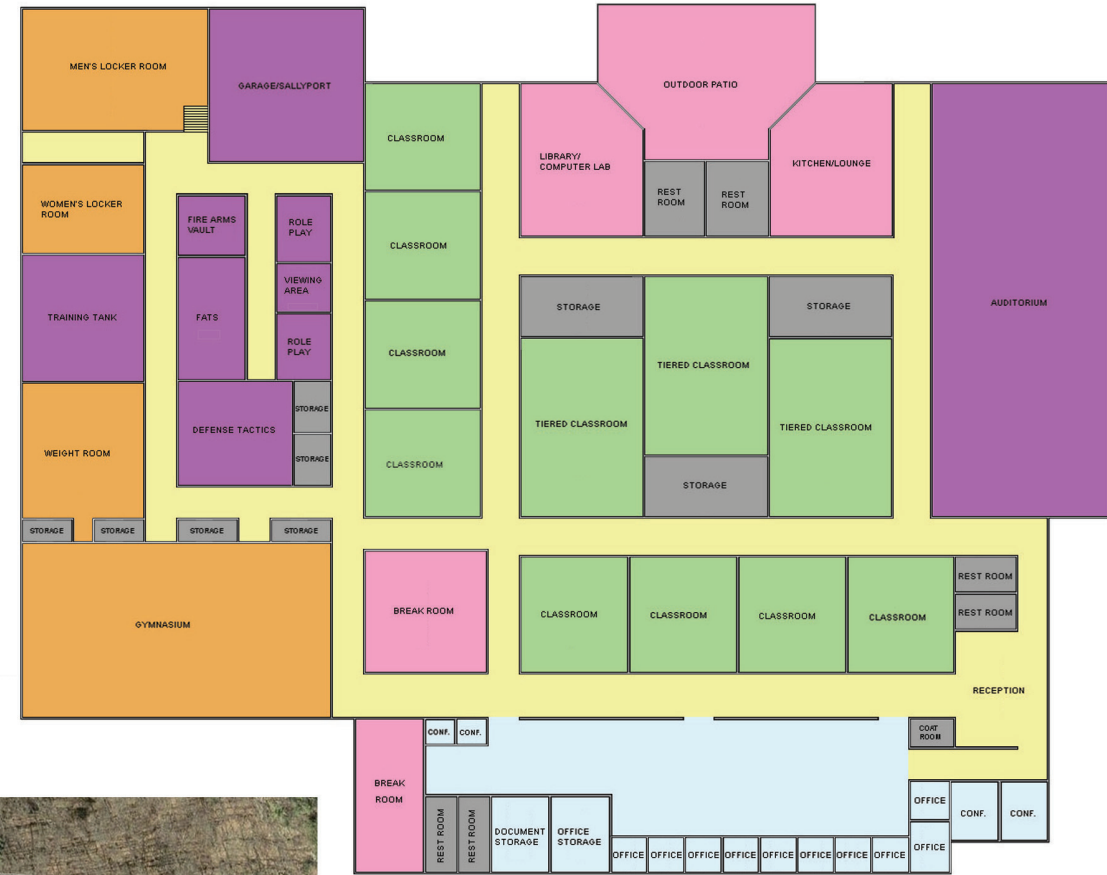 MEN'S LOCKER ROOM
GARAGE/SALLYPORT
OUTDOOR PATIO
CLASSROOM
LIBRARY/
COMPUTER LAB
KITCHEN/LOUNGE
REST
ROOM
REST
ROOM
WOMEN'S LOCKER
ROOM
FIRE ARMS
VAULT
ROLE
PLAY
CLASSROOM
VIEWING
AREA
AUDITORIUM
TRAINING TANK
FATS
STORAGE
STORAGE
ROLE
PLAY
CLASSROOM
TIERED CLASSROOM
STORAGE
DEFENSE TACTICS
TIERED CLASSROOM
TIERED CLASSROOM
WEIGHT ROOM
STORAGE
CLASSROOM
STORAGE
STORAGE
STORAGE
STORAGE
STORAGE
REST ROOM
BREAK ROOM
CLASSROOM
CLASSROOM
CLASSROOM
CLASSROOM
REST ROOM
GYMNASIUM
RECEPTION
CONF.
CONF.
COAT
ROOM
BREAK
ROOM
OFFICE
CONF.
CONF.
REST ROOM
REST ROOM
DOCUMENT
STORAGE
OFFICE
STORAGE
OFFICE
OFFICE
OFFICE
OFFICE
OFFICE
OFFICE
OFFICE
OFFICE
OFFICE